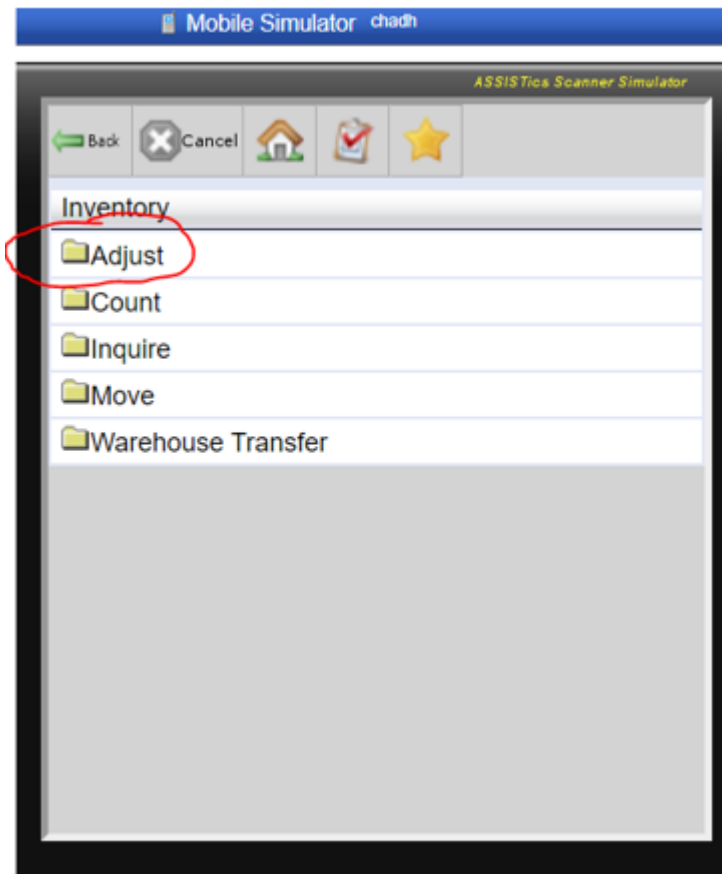 Mobile Simulator chadh
ASSISTics Scanner Simulator
Back Cancel
Inventory
Adjust
Count
Inquire
Move
Warehouse Transfer